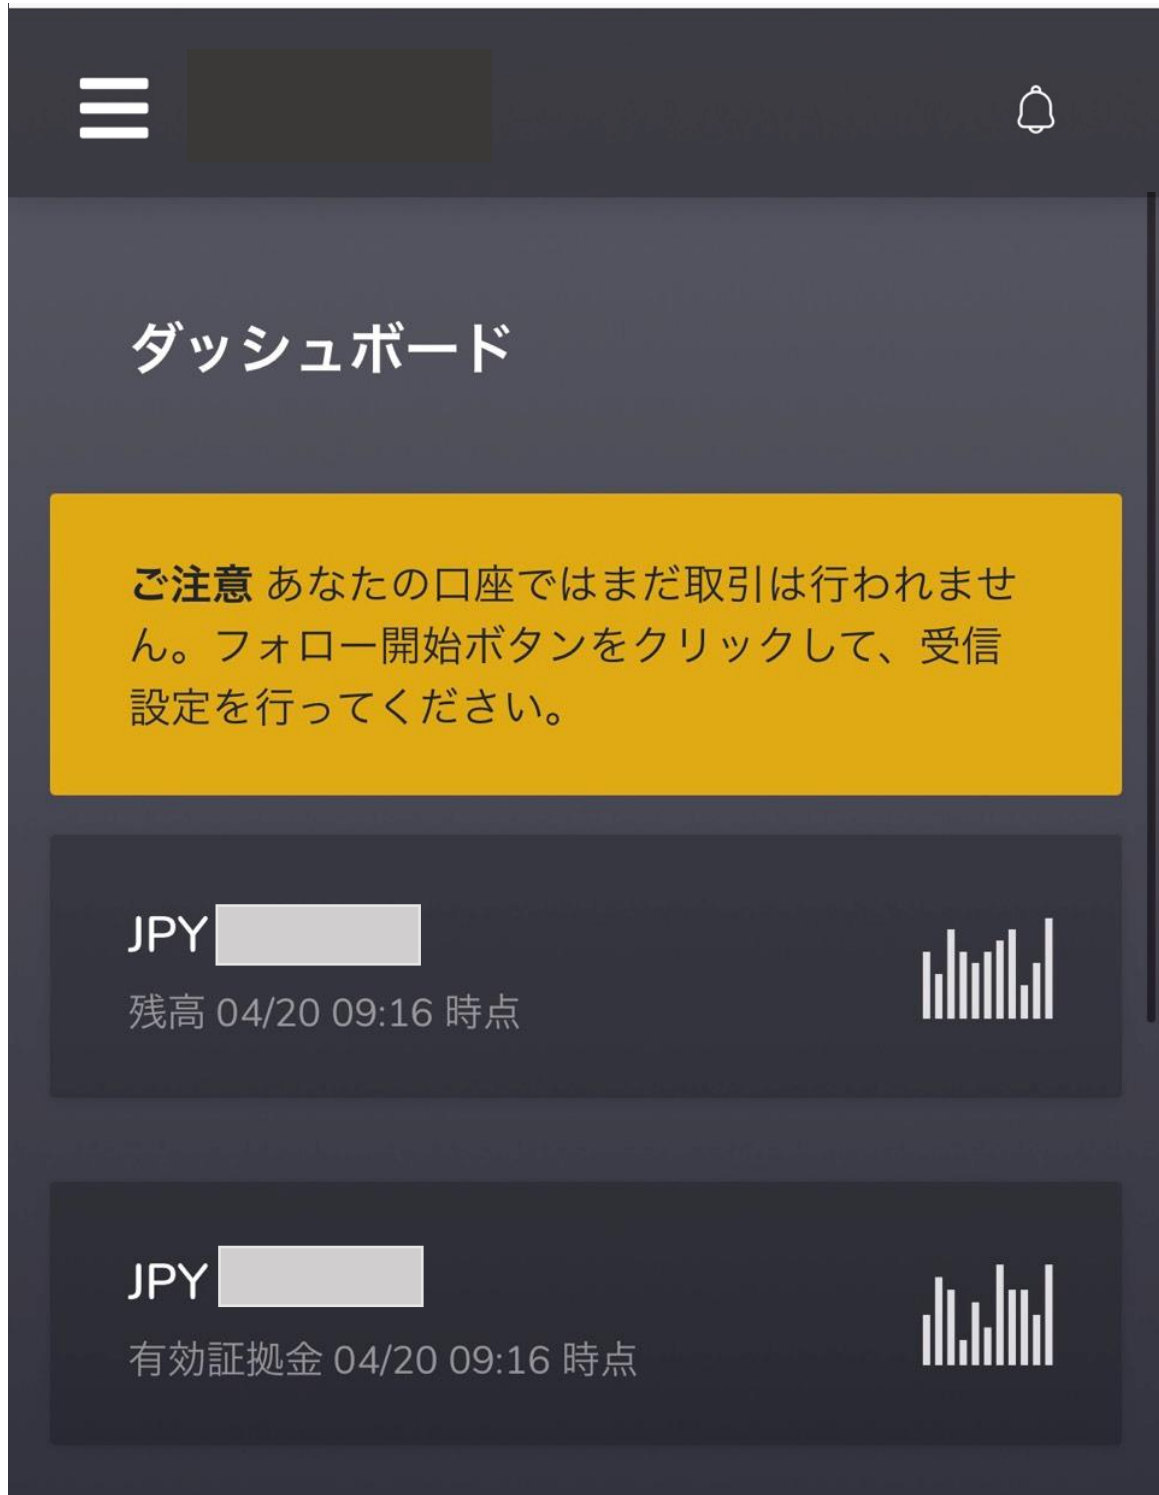 ダッシュボード
ご注意 あなたの口座ではまだ取引は行われませ
ん。フォロー開始ボタンをクリックして、受信
設定を行ってください。
JPY
残高 04/20 09:16 時点
JPY
有効証拠金 04/20 09:16 時点